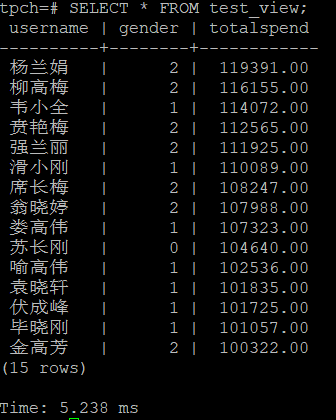 tpch=# SELECT * FROM test_view;
 username | gender | totalspend
----------+--------+------------
 杨兰娟   |      2 |  119391.00
 柳高梅   |      2 |  116155.00
 韦小全   |      1 |  114072.00
 贲艳梅   |      2 |  112565.00
 强兰丽   |      2 |  111925.00
 滑小刚   |      1 |  110089.00
 席长梅   |      2 |  108247.00
 翁晓婷   |      2 |  107988.00
 娄高伟   |      1 |  107323.00
 苏长刚   |      0 |  104640.00
 喻高伟   |      1 |  102536.00
 袁晓轩   |      1 |  101835.00
 伏成峰   |      1 |  101725.00
 毕晓刚   |      1 |  101057.00
 金高芳   |      2 |  100322.00
(15 rows)

Time: 5.238 ms